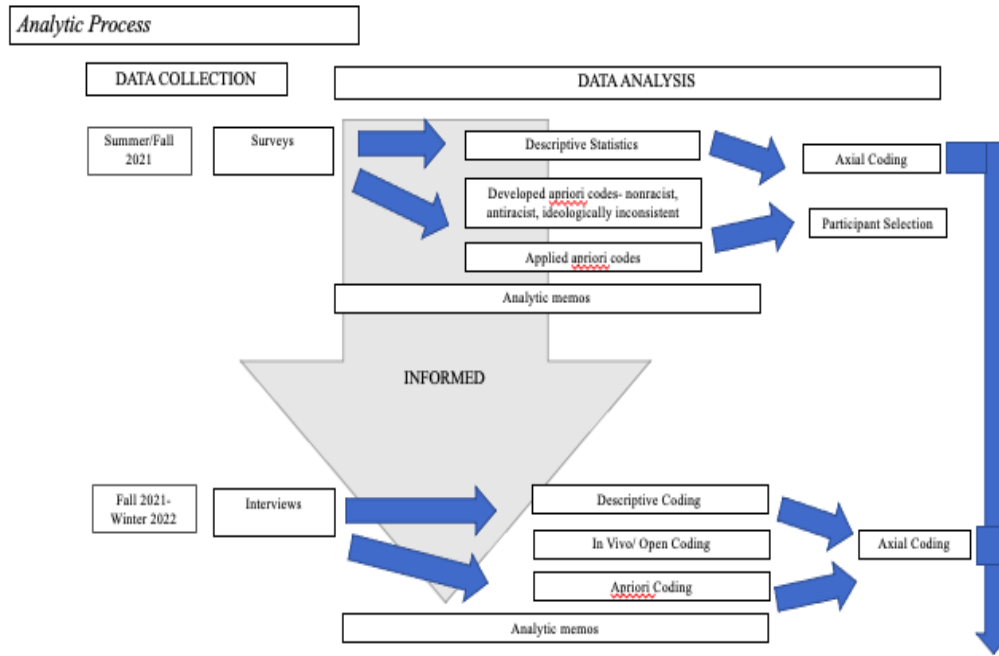 Analytic Process
DATA COLLECTION
DATA ANALYSIS
Summer/Fall
2021
Surveys
Descriptive Statistics
Axial Coding
Developed apriori codes- nonracist,
antiracist, ideologically inconsistent
Participant Selection
Applied apriori codes
Analytic memos
INFORMED
Fall 2021-
Winter 2022
Interviews
Descriptive Coding
In Vivo/ Open Coding
Axial Coding
Apriori Coding
Analytic memos